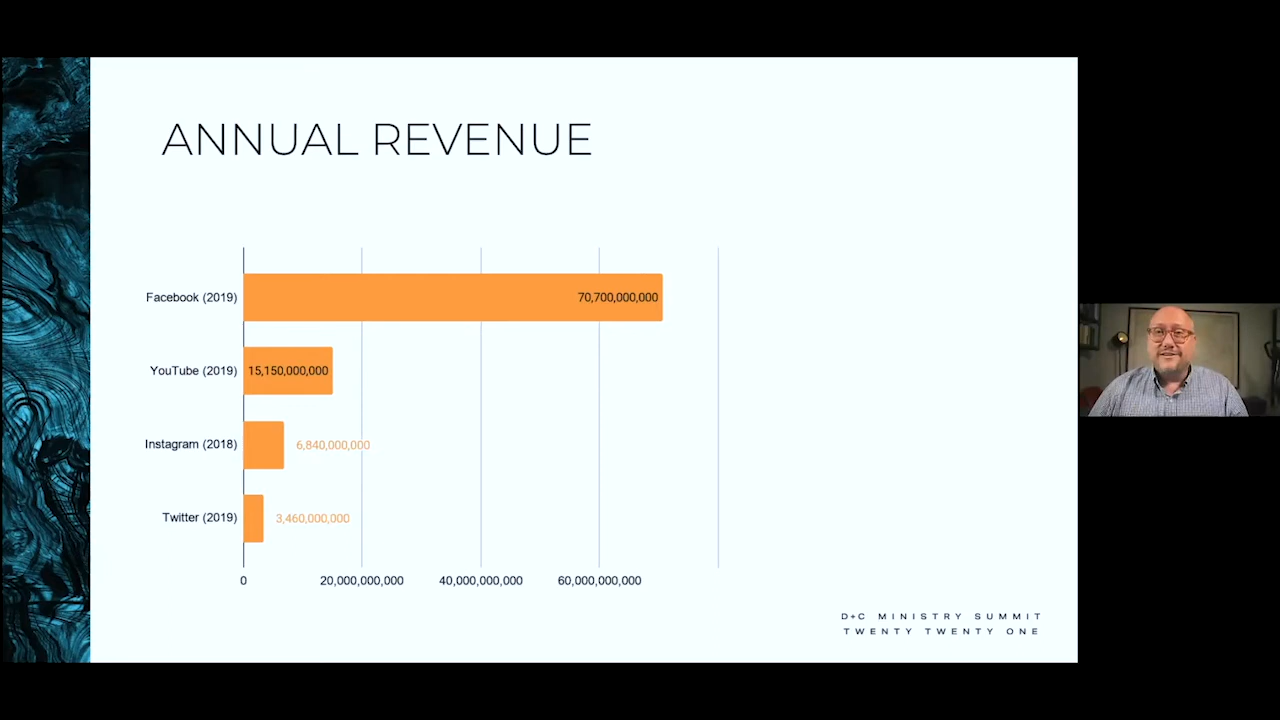 ANNUAL REVENUE
Facebook (2019)
70,700,000,000
YouTube (2019)
15,150,000,000
Instagram (2018)
6,840,000,000
Twitter (2019)
3,460,000,000
0
20,000,000,000
40,000,000,000
60,000,000,000
D+C MINISTRY SUMMIT
TWENTY TWENTY ONE